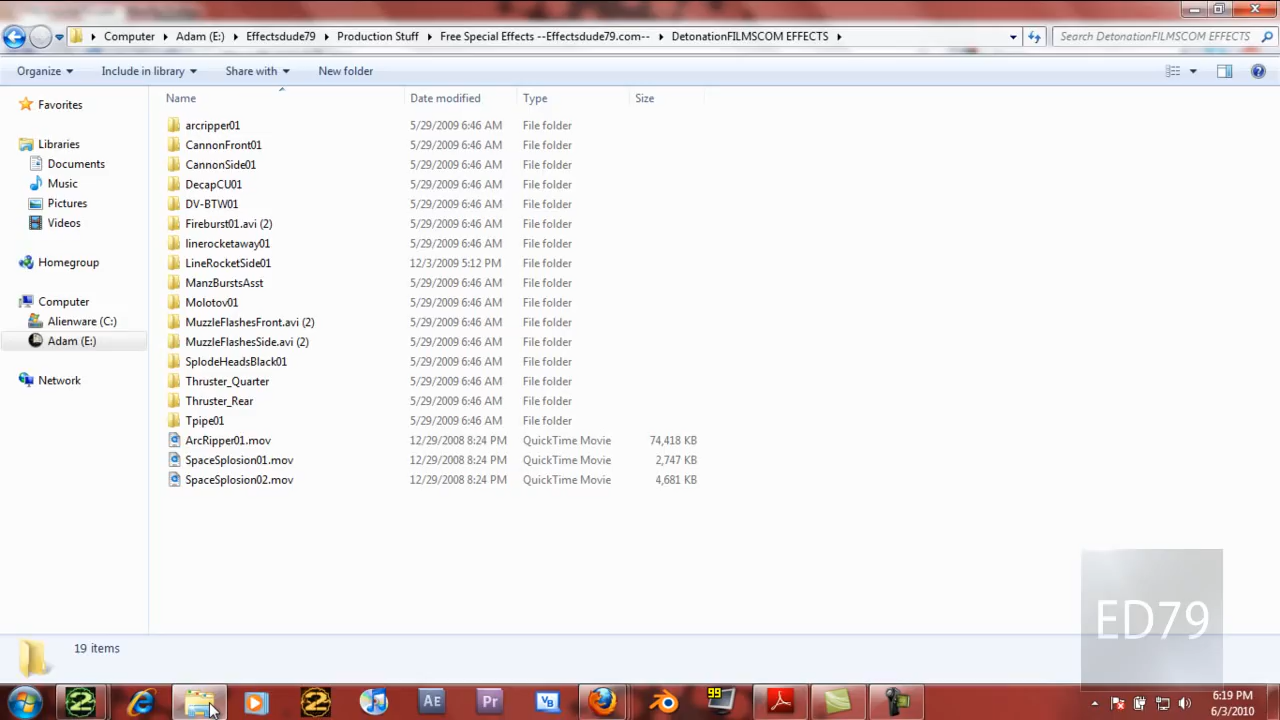 Computer Adam (E:) Effectsdude79 Production Stuff Free Special Effects --Effectsdude79.com-- DetonationFILMSCOM EFFECTS Search DetonationFILMSCOM EFFECTS
Organize Include in library Share with New folder
Name Date modified Type Size
Favorites
Libraries
Documents
Music
Pictures
Videos
Homegroup
Computer
Alienware (C:)
Adam (E:)
Network
arcripper01 5/29/2009 6:46 AM File folder
CannonFront01 5/29/2009 6:46 AM File folder
CannonSide01 5/29/2009 6:46 AM File folder
DecapCU01 5/29/2009 6:46 AM File folder
DV-BTW01 5/29/2009 6:46 AM File folder
Fireburst01.avi (2) 5/29/2009 6:46 AM File folder
linerocketaway01 5/29/2009 6:46 AM File folder
LineRocketSide01 12/3/2009 5:12 PM File folder
ManzBurstsAsst 5/29/2009 6:46 AM File folder
Molotov01 5/29/2009 6:46 AM File folder
MuzzleFlashesFront.avi (2) 5/29/2009 6:46 AM File folder
MuzzleFlashesSide.avi (2) 5/29/2009 6:46 AM File folder
SplodeHeadsBlack01 5/29/2009 6:46 AM File folder
Thruster_Quarter 5/29/2009 6:46 AM File folder
Thruster_Rear 5/29/2009 6:46 AM File folder
Tpipe01 5/29/2009 6:46 AM File folder
ArcRipper01.mov 12/29/2008 8:24 PM QuickTime Movie 74,418 KB
SpaceSplosion01.mov 12/29/2008 8:24 PM QuickTime Movie 2,747 KB
SpaceSplosion02.mov 12/29/2008 8:24 PM QuickTime Movie 4,681 KB
ED79
19 items
2 2 Ae Pr VB 99
6:19 PM
6/3/2010